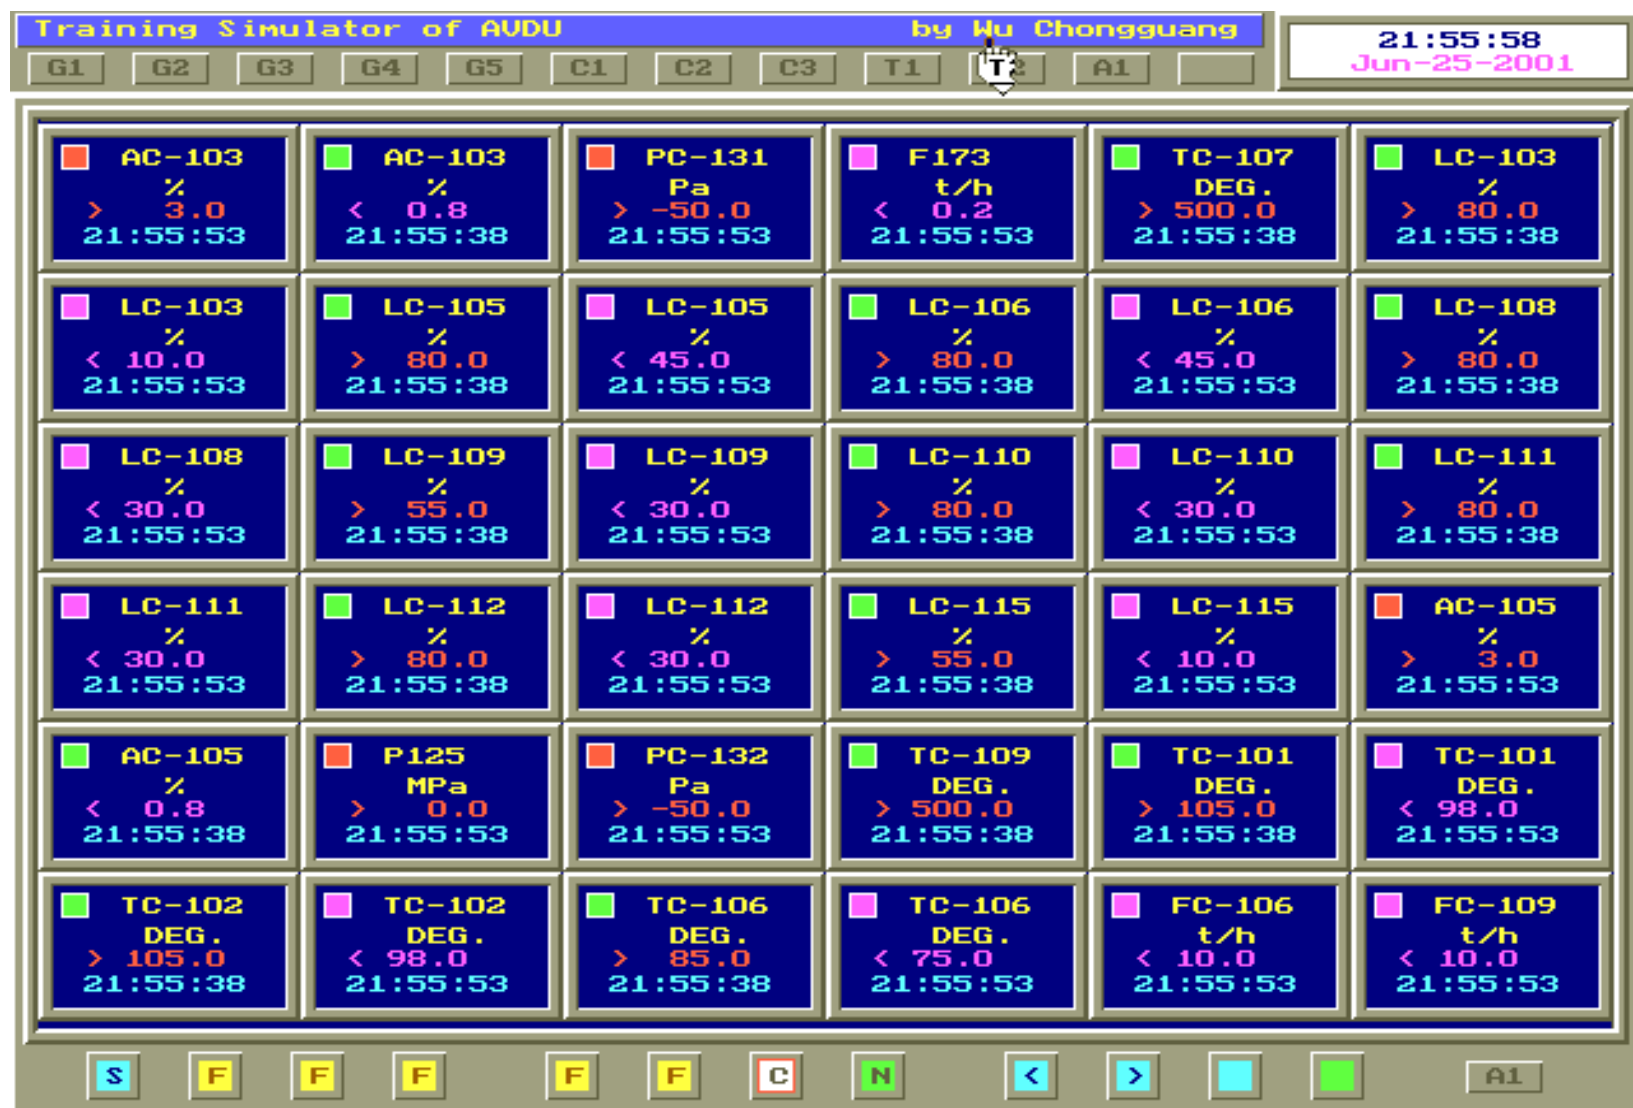 Training Simulator of AVDU by Wu Chongguang
21:55:58
Jun-25-2001
G1 G2 G3 G4 G5 C1 C2 C3 T1 T2 A1
AC-103 AC-103 PC-131 F173 TC-107 LC-103
% % Pa t/h DEG. %
> 3.0 < 0.8 > -50.0 < 0.2 > 500.0 > 80.0
21:55:53 21:55:38 21:55:53 21:55:53 21:55:38 21:55:38
LC-103 LC-105 LC-105 LC-106 LC-106 LC-108
% % % % % %
< 10.0 > 80.0 < 45.0 > 80.0 < 45.0 > 80.0
21:55:53 21:55:38 21:55:53 21:55:38 21:55:53 21:55:38
LC-108 LC-109 LC-109 LC-110 LC-110 LC-111
% % % % % %
< 30.0 > 55.0 < 30.0 > 80.0 < 30.0 > 80.0
21:55:53 21:55:38 21:55:53 21:55:38 21:55:53 21:55:38
LC-111 LC-112 LC-112 LC-115 LC-115 AC-105
% % % % % %
< 30.0 > 80.0 < 30.0 > 55.0 < 10.0 > 3.0
21:55:53 21:55:38 21:55:53 21:55:38 21:55:53 21:55:53
AC-105 P125 PC-132 TC-109 TC-101 TC-101
% MPa Pa DEG. DEG. DEG.
< 0.8 > 0.0 > -50.0 > 500.0 > 105.0 < 98.0
21:55:38 21:55:53 21:55:53 21:55:38 21:55:38 21:55:53
TC-102 TC-102 TC-106 TC-106 FC-106 FC-109
DEG. DEG. DEG. DEG. t/h t/h
> 105.0 < 98.0 > 85.0 < 75.0 < 10.0 < 10.0
21:55:38 21:55:53 21:55:38 21:55:53 21:55:53 21:55:53
S F F F F F C N < > A1